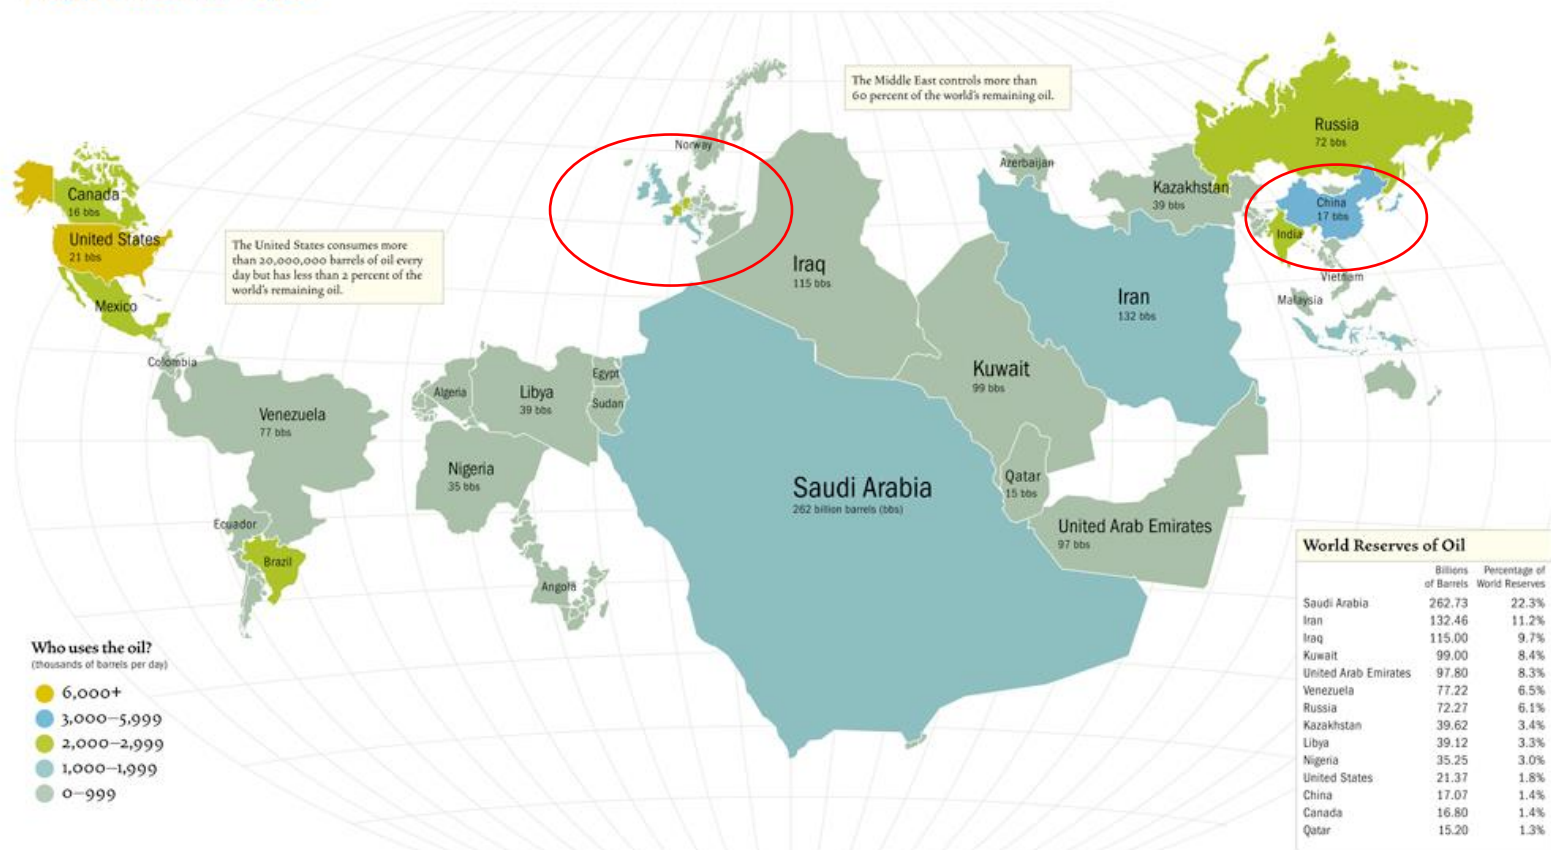 The Middle East controls more than
60 percent of the world's remaining oil.
Norway
Russia
72 bbs
Azerbaijan
Kazakhstan
39 bbs
Canada
16 bbs
China
17 bbs
United States
21 bbs
India
The United States consumes more
than 20,000,000 barrels of oil every
day but has less than 2 percent of the
world's remaining oil.
Iraq
115 bbs
Iran
132 bbs
Vietnam
Malaysia
Mexico
Colombia
Kuwait
99 bbs
Egypt
Algeria
Libya
39 bbs
Sudan
Venezuela
77 bbs
Nigeria
35 bbs
Qatar
15 bbs
Saudi Arabia
262 billion barrels (bbs)
Ecuador
United Arab Emirates
97 bbs
Brazil
Angola
Who uses the oil?
(thousands of barrels per day)
6,000+
3,000–5,999
2,000–2,999
1,000–1,999
0–999
World Reserves of Oil
Billions Percentage of
of Barrels World Reserves
Saudi Arabia 262.73 22.3%
Iran 132.46 11.2%
Iraq 115.00 9.7%
Kuwait 99.00 8.4%
United Arab Emirates 97.80 8.3%
Venezuela 77.22 6.5%
Russia 72.27 6.1%
Kazakhstan 39.62 3.4%
Libya 39.12 3.3%
Nigeria 35.25 3.0%
United States 21.37 1.8%
China 17.07 1.4%
Canada 16.80 1.4%
Qatar 15.20 1.3%